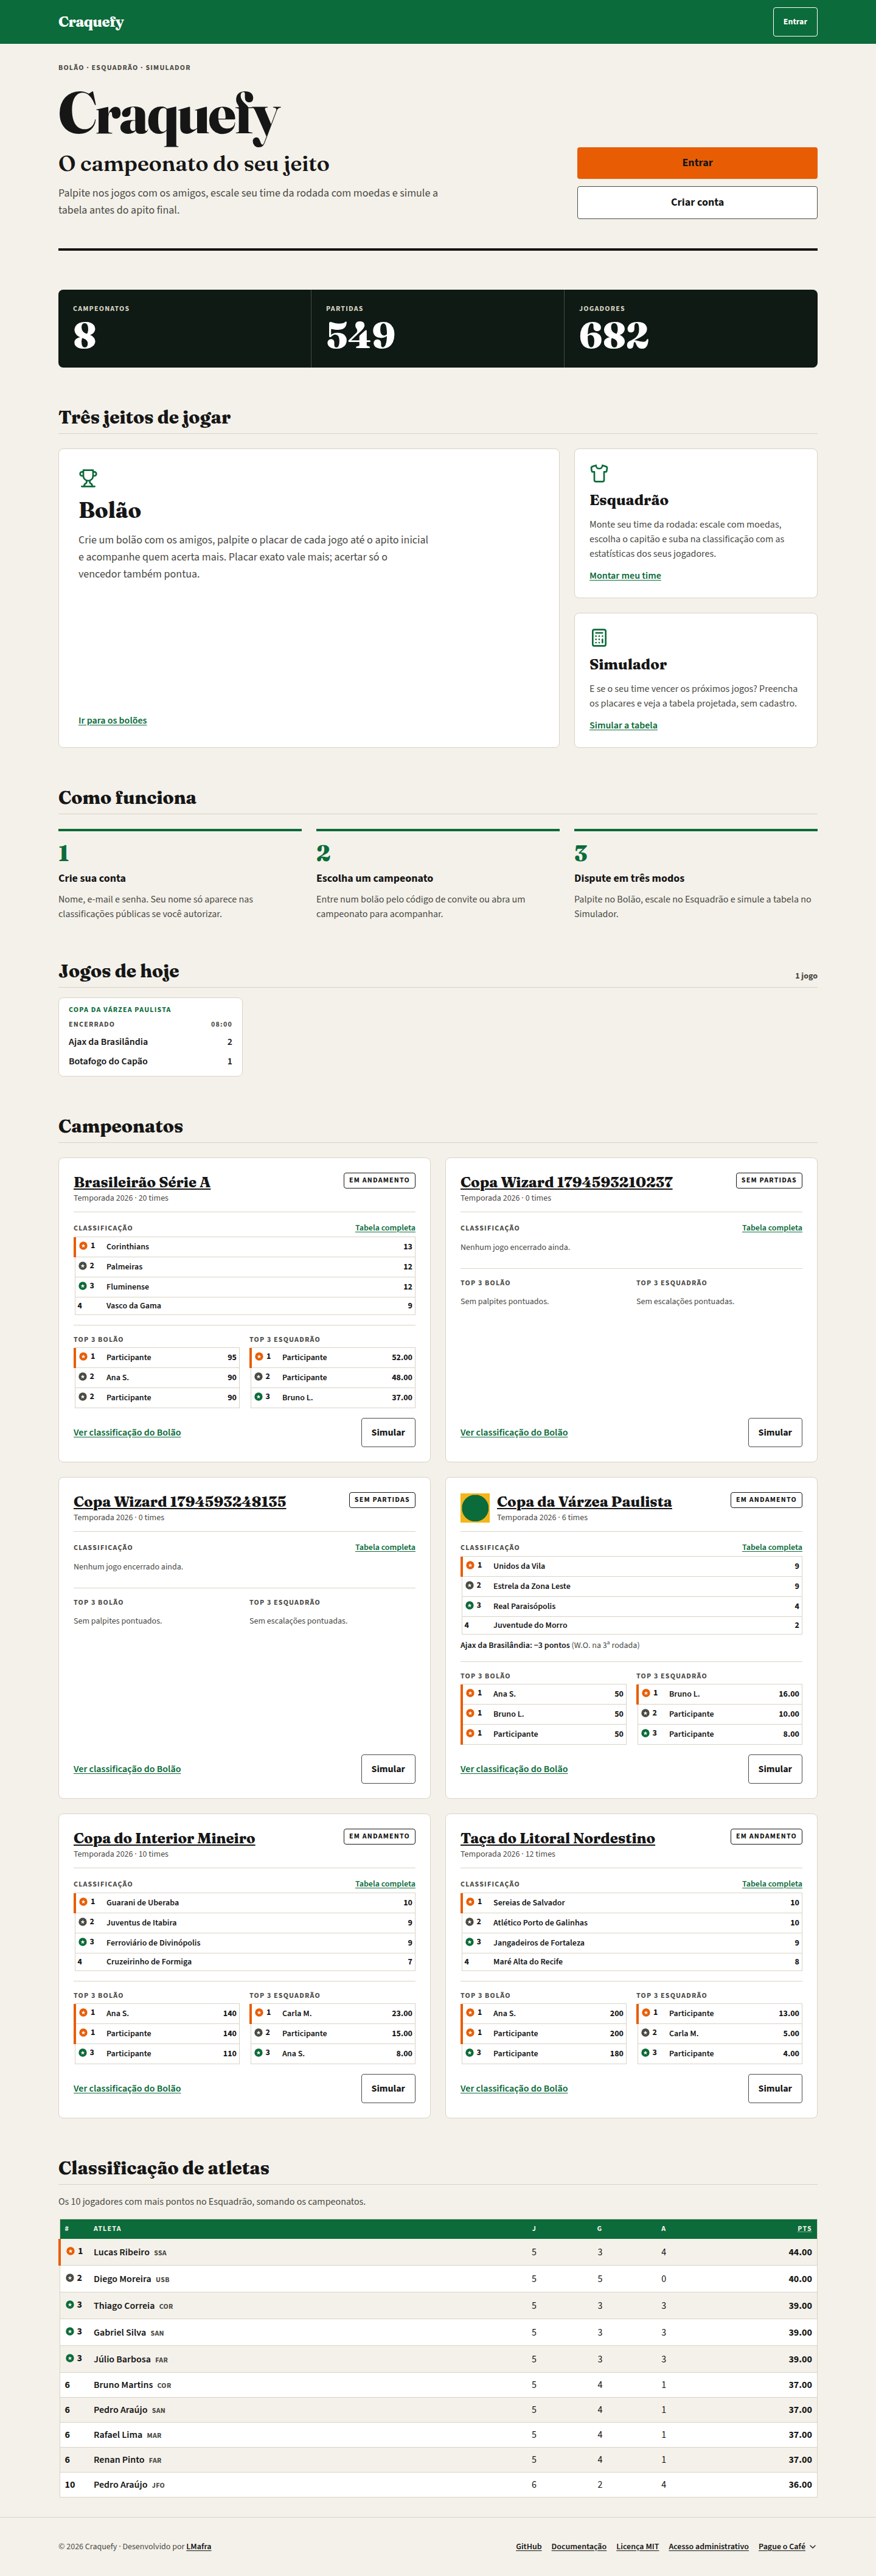 Craquefy
Entrar
BOLÃO · ESQUADRÃO · SIMULADOR
Craquefy
O campeonato do seu jeito
Palpite nos jogos com os amigos, escale seu time da rodada com moedas e simule a
tabela antes do apito final.
Entrar
Criar conta
CAMPEONATOS
8
PARTIDAS
549
JOGADORES
682
Três jeitos de jogar
Bolão
Crie um bolão com os amigos, palpite o placar de cada jogo até o apito inicial
e acompanhe quem acerta mais. Placar exato vale mais; acertar só o
vencedor também pontua.
Ir para os bolões
Esquadrão
Monte seu time da rodada: escale com moedas,
escolha o capitão e suba na classificação com as
estatísticas dos seus jogadores.
Montar meu time
Simulador
E se o seu time vencer os próximos jogos? Preencha
os placares e veja a tabela projetada, sem cadastro.
Simular a tabela
Como funciona
1
Crie sua conta
Nome, e-mail e senha. Seu nome só aparece nas
classificações públicas se você autorizar.
2
Escolha um campeonato
Entre num bolão pelo código de convite ou abra um
campeonato para acompanhar.
3
Dispute em três modos
Palpite no Bolão, escale no Esquadrão e simule a tabela no
Simulador.
Jogos de hoje
1 jogo
COPA DA VÁRZEA PAULISTA
ENCERRADO 08:00
Ajax da Brasilândia 2
Botafogo do Capão 1
Campeonatos
Brasileirão Série A
EM ANDAMENTO
Temporada 2026 · 20 times
CLASSIFICAÇÃO Tabela completa
1 Corinthians 13
2 Palmeiras 12
3 Fluminense 12
4 Vasco da Gama 9
TOP 3 BOLÃO
1 Participante 95
2 Ana S. 90
2 Participante 90
TOP 3 ESQUADRÃO
1 Participante 52.00
2 Participante 48.00
3 Bruno L. 37.00
Ver classificação do Bolão
Simular
Copa Wizard 1794593210237
SEM PARTIDAS
Temporada 2026 · 0 times
CLASSIFICAÇÃO Tabela completa
Nenhum jogo encerrado ainda.
TOP 3 BOLÃO
Sem palpites pontuados.
TOP 3 ESQUADRÃO
Sem escalações pontuadas.
Ver classificação do Bolão
Simular
Copa Wizard 1794593248135
SEM PARTIDAS
Temporada 2026 · 0 times
CLASSIFICAÇÃO Tabela completa
Nenhum jogo encerrado ainda.
TOP 3 BOLÃO
Sem palpites pontuados.
TOP 3 ESQUADRÃO
Sem escalações pontuadas.
Ver classificação do Bolão
Simular
Copa da Várzea Paulista
EM ANDAMENTO
Temporada 2026 · 6 times
CLASSIFICAÇÃO Tabela completa
1 Unidos da Vila 9
2 Estrela da Zona Leste 9
3 Real Paraisópolis 4
4 Juventude do Morro 2
Ajax da Brasilândia: −3 pontos (W.O. na 3ª rodada)
TOP 3 BOLÃO
1 Ana S. 50
1 Bruno L. 50
1 Participante 50
TOP 3 ESQUADRÃO
1 Bruno L. 16.00
2 Participante 10.00
3 Participante 8.00
Ver classificação do Bolão
Simular
Copa do Interior Mineiro
EM ANDAMENTO
Temporada 2026 · 10 times
CLASSIFICAÇÃO Tabela completa
1 Guarani de Uberaba 10
2 Juventus de Itabira 9
3 Ferroviário de Divinópolis 9
4 Cruzeirinho de Formiga 7
TOP 3 BOLÃO
1 Ana S. 140
1 Participante 140
3 Participante 110
TOP 3 ESQUADRÃO
1 Carla M. 23.00
2 Participante 15.00
3 Ana S. 8.00
Ver classificação do Bolão
Simular
Taça do Litoral Nordestino
EM ANDAMENTO
Temporada 2026 · 12 times
CLASSIFICAÇÃO Tabela completa
1 Sereias de Salvador 10
2 Atlético Porto de Galinhas 10
3 Jangadeiros de Fortaleza 9
4 Maré Alta do Recife 8
TOP 3 BOLÃO
1 Ana S. 200
1 Participante 200
3 Participante 180
TOP 3 ESQUADRÃO
1 Participante 13.00
2 Carla M. 5.00
3 Participante 4.00
Ver classificação do Bolão
Simular
Classificação de atletas
Os 10 jogadores com mais pontos no Esquadrão, somando os campeonatos.
# ATLETA J G A PTS
1 Lucas Ribeiro SSA 5 3 4 44.00
2 Diego Moreira USB 5 5 0 40.00
3 Thiago Correia COR 5 3 3 39.00
3 Gabriel Silva SAN 5 3 3 39.00
3 Júlio Barbosa FAR 5 3 3 39.00
6 Bruno Martins COR 5 4 1 37.00
6 Pedro Araújo SAN 5 4 1 37.00
6 Rafael Lima MAR 5 4 1 37.00
6 Renan Pinto FAR 5 4 1 37.00
10 Pedro Araújo JFO 6 2 4 36.00
© 2026 Craquefy · Desenvolvido por LMafra
GitHub Documentação Licença MIT Acesso administrativo Pague o Café